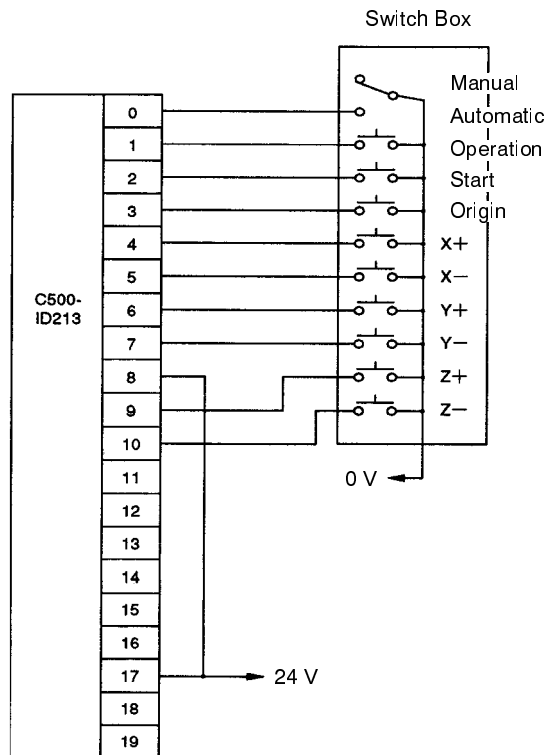 Switch Box
Manual
0
Automatic
1
Operation
2
Start
3
Origin
4
X+
5
X−
C500-
ID213
6
Y+
7
Y−
8
Z+
9
Z−
10
11
0 V
12
13
14
15
16
17
24 V
18
19